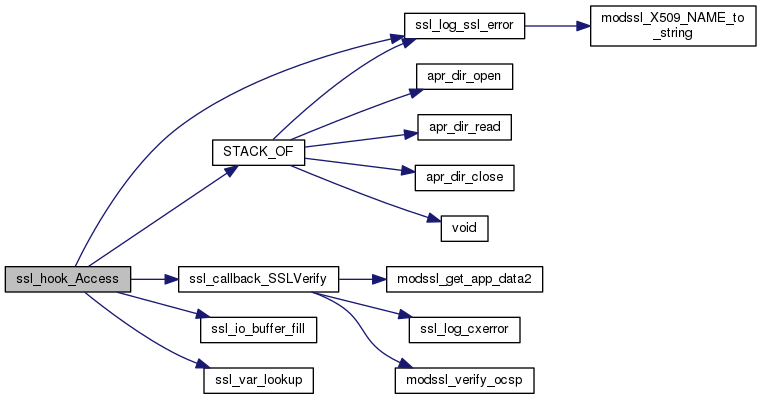 ssl_log_ssl_error
modssl_X509_NAME_to
_string
apr_dir_open
apr_dir_read
STACK_OF
apr_dir_close
void
ssl_hook_Access
ssl_callback_SSLVerify
modssl_get_app_data2
ssl_io_buffer_fill
ssl_log_cxerror
ssl_var_lookup
modssl_verify_ocsp